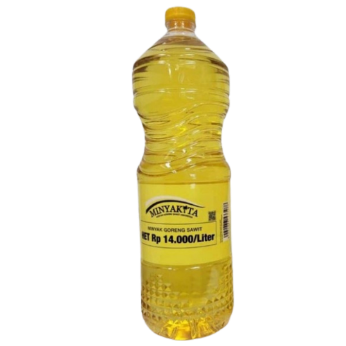 MINYAKITA
MINYAK GORENG SAWIT
HET Rp 14.000/Liter